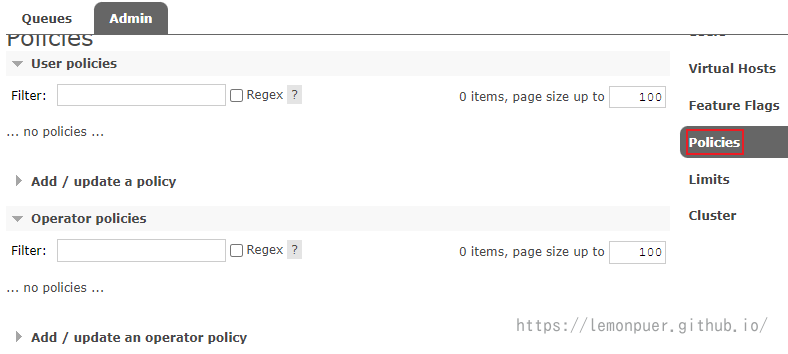 Queues Admin
Policies
User policies
Filter: Regex ? 0 items, page size up to 100
... no policies ...
Add / update a policy
Operator policies
Filter: Regex ? 0 items, page size up to 100
... no policies ...
Add / update an operator policy
Virtual Hosts
Feature Flags
Policies
Limits
Cluster
https://lemonpuer.github.io/